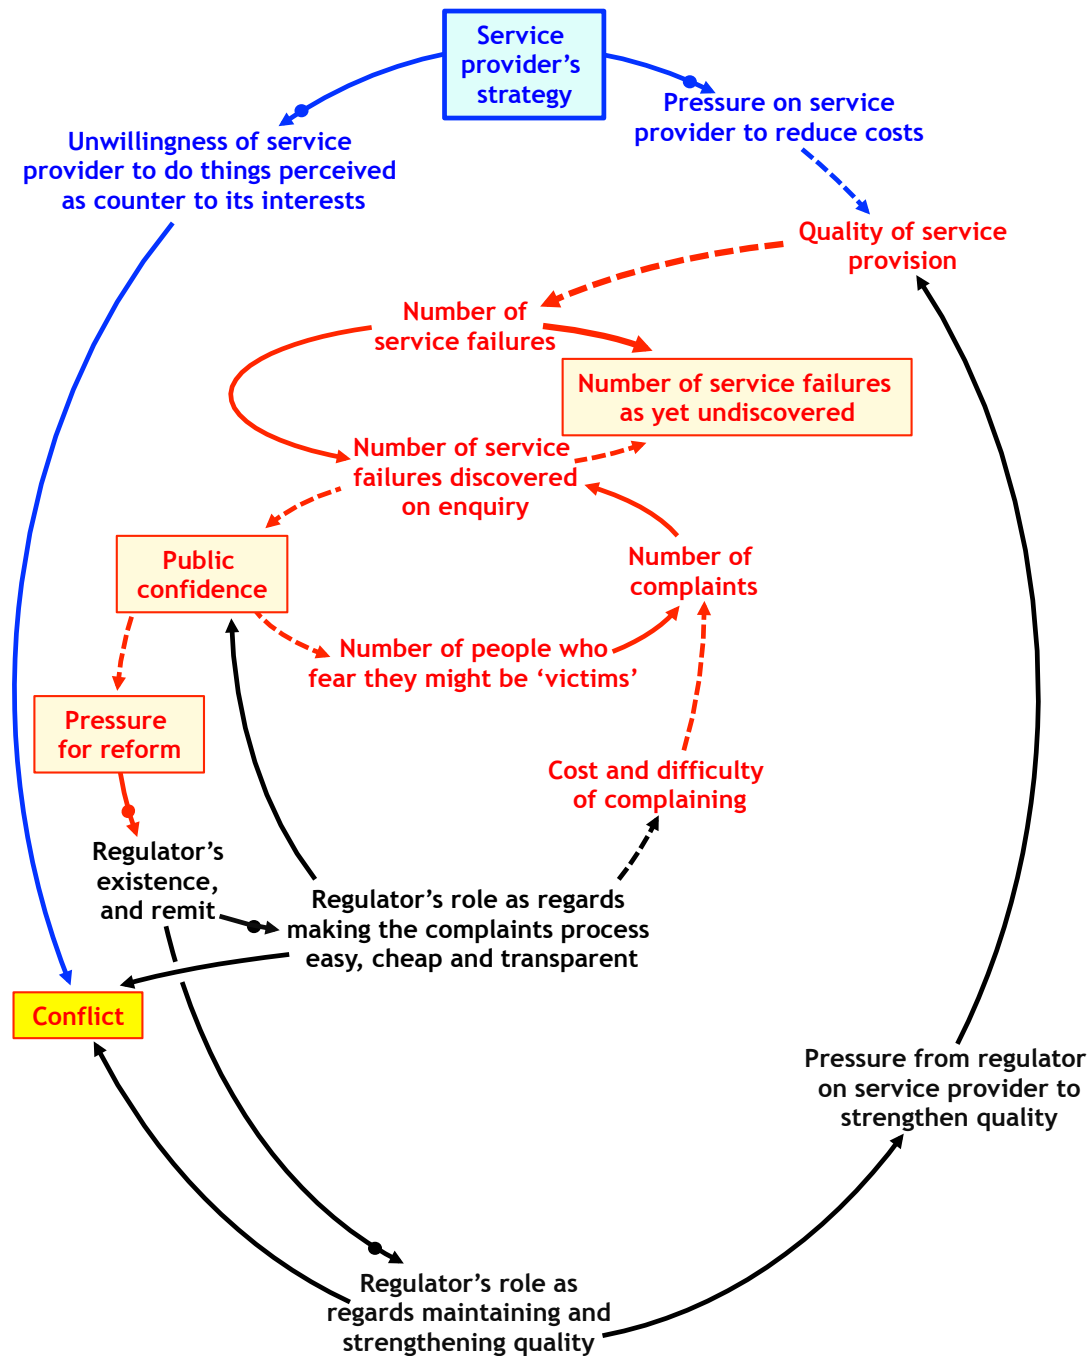 Service
provider’s
strategy
Pressure on service
provider to reduce costs
Unwillingness of service
provider to do things perceived
as counter to its interests
Quality of service
provision
Number of
service failures
Number of service failures
as yet undiscovered
Number of service
failures discovered
on enquiry
Public
confidence
Number of
complaints
Number of people who
fear they might be ‘victims’
Pressure
for reform
Cost and difficulty
of complaining
Regulator’s
existence,
and remit
Regulator’s role as regards
making the complaints process
easy, cheap and transparent
Conflict
Pressure from regulator
on service provider to
strengthen quality
Regulator’s role as
regards maintaining and
strengthening quality